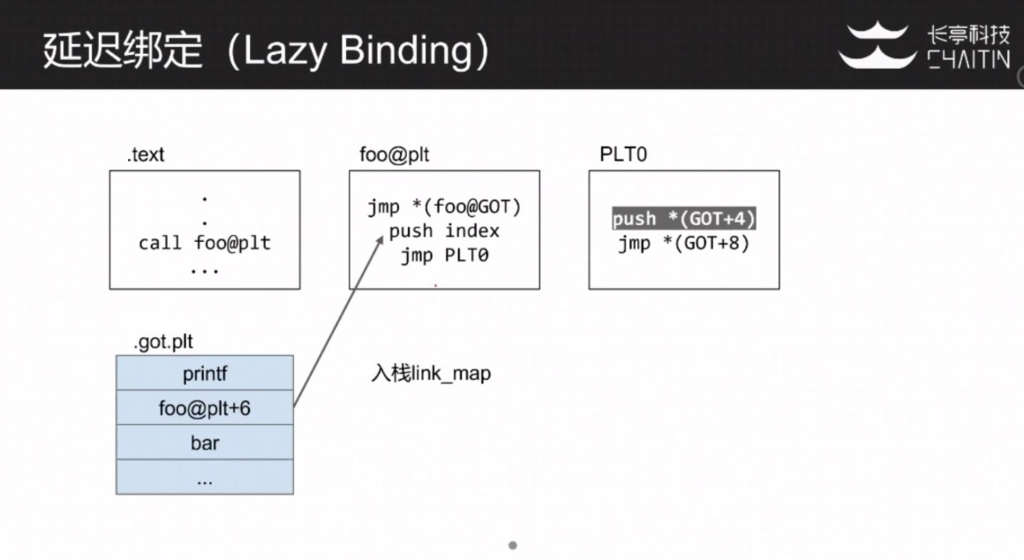 延迟绑定（Lazy Binding）
长亭科技
CHAITIN
.text
.
.
call foo@plt
...
foo@plt
jmp *(foo@GOT)
push index
jmp PLT0
.
PLT0
push *(GOT+4)
jmp *(GOT+8)
.got.plt
printf
foo@plt+6
bar
...
入栈link_map